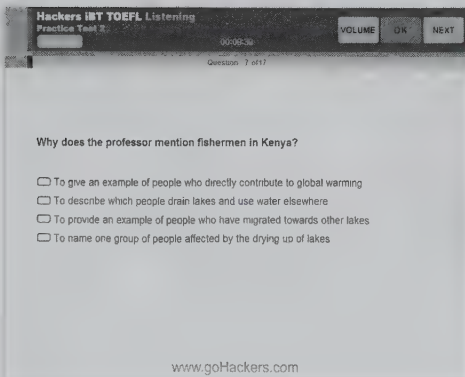 Hackers iBT TOEFL Listening
Practice Test 2
VOLUME
OK
NEXT
00:09:30
Question 7 of 17
Why does the professor mention fishermen in Kenya?
To give an example of people who directly contribute to global warming
To describe which people drain lakes and use water elsewhere
To provide an example of people who have migrated towards other lakes
To name one group of people affected by the drying up of lakes
www.goHackers.com